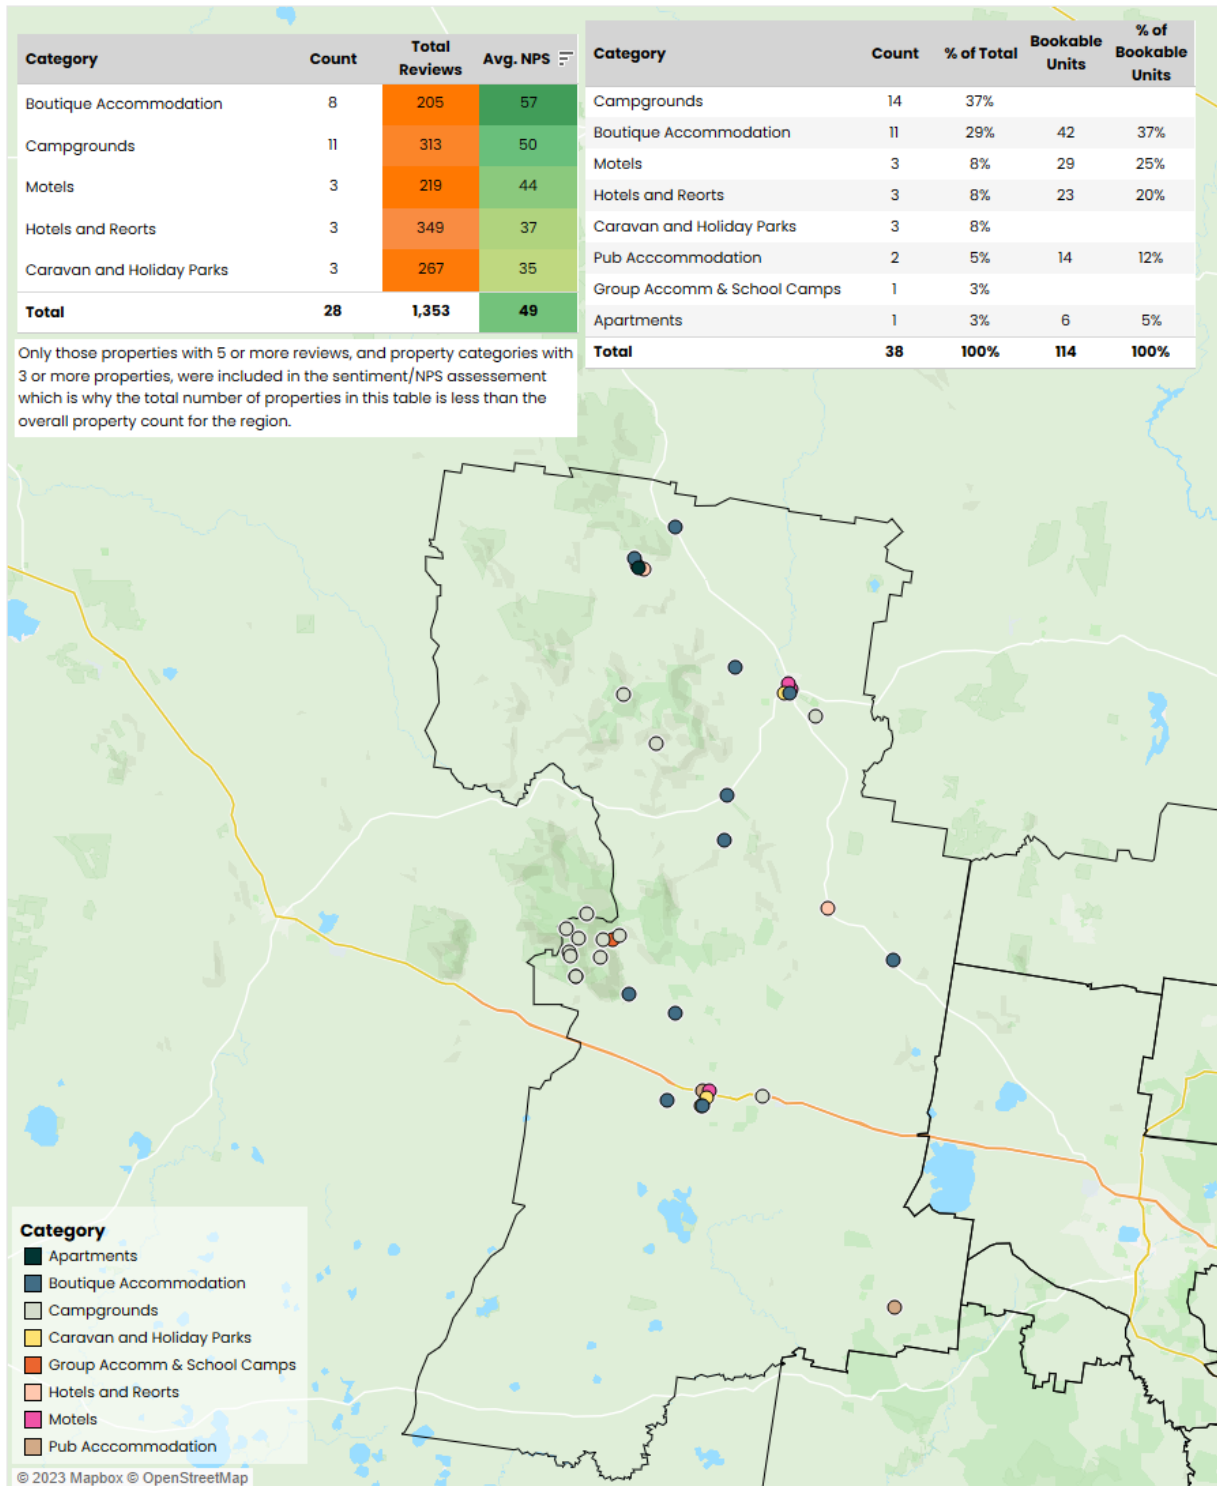 Category Count Total Reviews Avg. NPS
Boutique Accommodation 8 205 57
Campgrounds 11 313 50
Motels 3 219 44
Hotels and Reorts 3 349 37
Caravan and Holiday Parks 3 267 35
Total 28 1,353 49
Only those properties with 5 or more reviews, and property categories with
3 or more properties, were included in the sentiment/NPS assessement
which is why the total number of properties in this table is less than the
overall property count for the region.
Category Count % of Total Bookable Units % of Bookable Units
Campgrounds 14 37%
Boutique Accommodation 11 29% 42 37%
Motels 3 8% 29 25%
Hotels and Reorts 3 8% 23 20%
Caravan and Holiday Parks 3 8%
Pub Acccommodation 2 5% 14 12%
Group Accomm & School Camps 1 3%
Apartments 1 3% 6 5%
Total 38 100% 114 100%
Category
Apartments
Boutique Accommodation
Campgrounds
Caravan and Holiday Parks
Group Accomm & School Camps
Hotels and Reorts
Motels
Pub Acccommodation
© 2023 Mapbox © OpenStreetMap